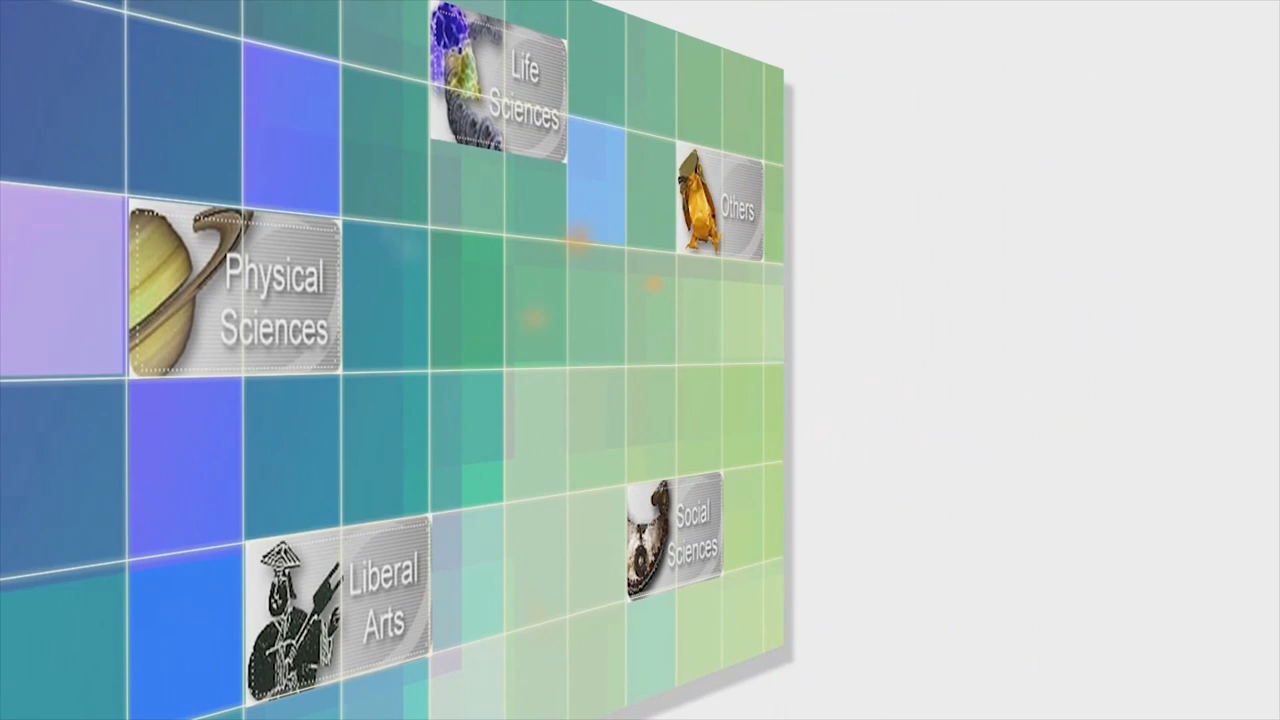 Life
Sciences
Others
Physical
Sciences
Social
Sciences
Liberal
Arts